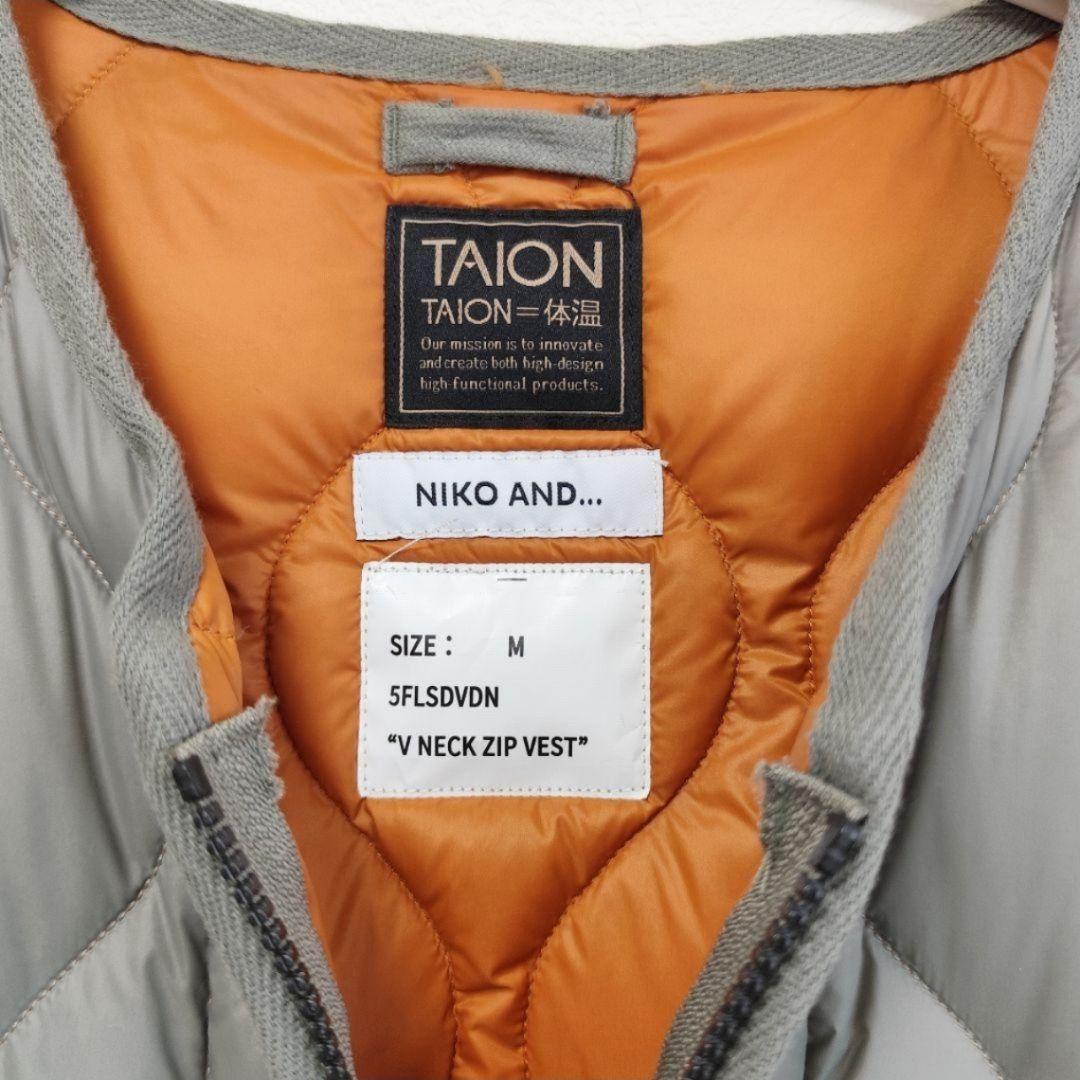 TAION
TAION=体温
Our mission is to innovate
and create both high-design
high-functional products.
NIKO AND...
SIZE : M
5FLSDVDN
“V NECK ZIP VEST”